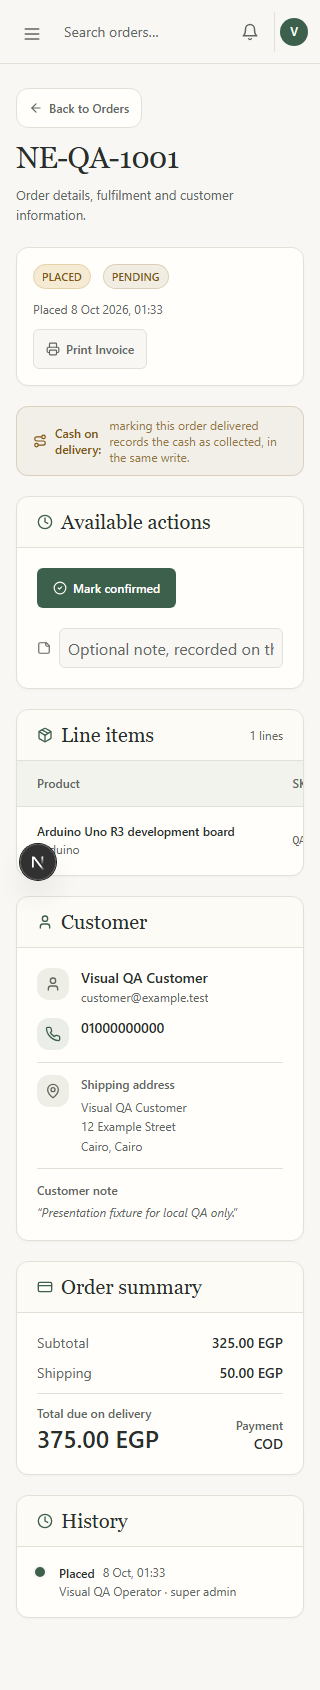 Search orders...
V
Back to Orders
NE-QA-1001
Order details, fulfilment and customer
information.
PLACED
PENDING
Placed 8 Oct 2026, 01:33
Print Invoice
Cash on delivery:
marking this order delivered
records the cash as collected, in
the same write.
Available actions
Mark confirmed
Optional note, recorded on th
Line items
1 lines
Product
SK
Arduino Uno R3 development board
QA
N
Customer
Visual QA Customer
customer@example.test
01000000000
Shipping address
Visual QA Customer
12 Example Street
Cairo, Cairo
Customer note
“Presentation fixture for local QA only.”
Order summary
Subtotal
325.00 EGP
Shipping
50.00 EGP
Total due on delivery
375.00 EGP
Payment
COD
History
Placed
8 Oct, 01:33
Visual QA Operator · super admin